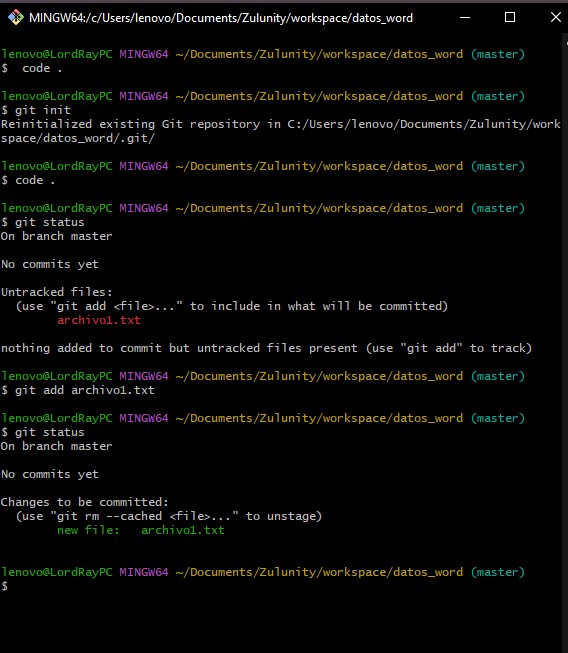 MINGW64:/c/Users/lenovo/Documents/Zulunity/workspace/datos_word
lenovo@LordRayPC MINGW64 ~/Documents/Zulunity/workspace/datos_word (master)
$  code .
lenovo@LordRayPC MINGW64 ~/Documents/Zulunity/workspace/datos_word (master)
$ git init
Reinitialized existing Git repository in C:/Users/lenovo/Documents/Zulunity/work
space/datos_word/.git/
lenovo@LordRayPC MINGW64 ~/Documents/Zulunity/workspace/datos_word (master)
$ code .
lenovo@LordRayPC MINGW64 ~/Documents/Zulunity/workspace/datos_word (master)
$ git status
On branch master
No commits yet
Untracked files:
  (use "git add <file>..." to include in what will be committed)
        archivo1.txt
nothing added to commit but untracked files present (use "git add" to track)
lenovo@LordRayPC MINGW64 ~/Documents/Zulunity/workspace/datos_word (master)
$ git add archivo1.txt
lenovo@LordRayPC MINGW64 ~/Documents/Zulunity/workspace/datos_word (master)
$ git status
On branch master
No commits yet
Changes to be committed:
  (use "git rm --cached <file>..." to unstage)
        new file:   archivo1.txt
lenovo@LordRayPC MINGW64 ~/Documents/Zulunity/workspace/datos_word (master)
$